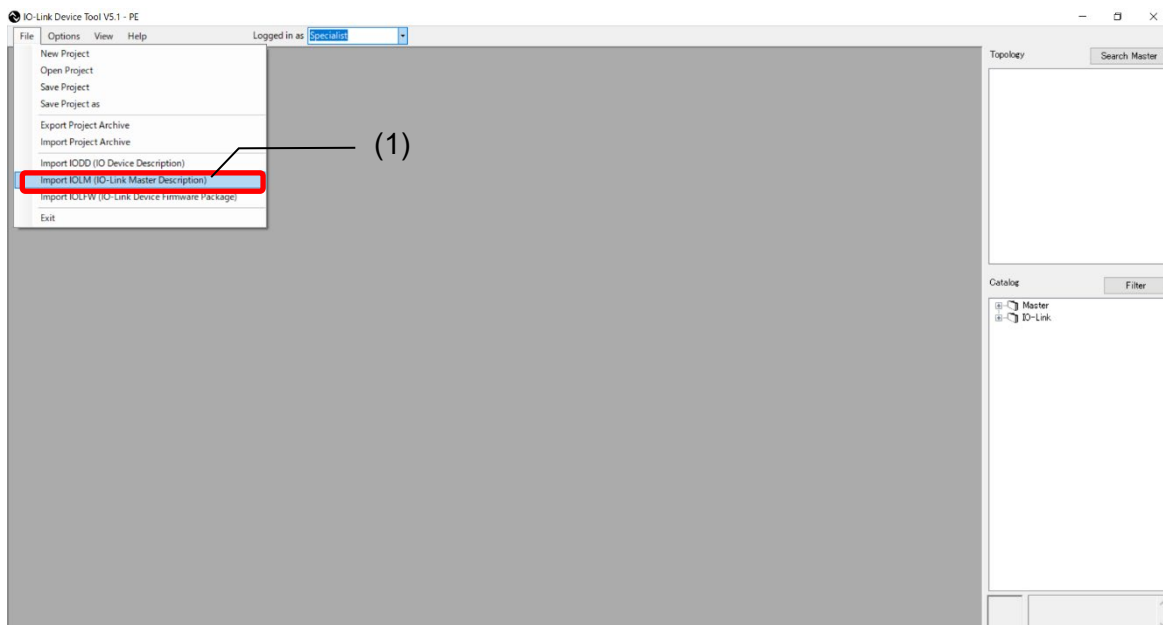 IO-Link Device Tool V5.1 - PE
File Options View Help Logged in as Specialist
New Project
Open Project
Save Project
Save Project as
Export Project Archive
Import Project Archive
Import IODD (IO Device Description)
Import IOLM (IO-Link Master Description)
Import IOLFW (IO-Link Device Firmware Package)
Exit
(1)
Topology Search Master
Catalog Filter
Master
IO-Link